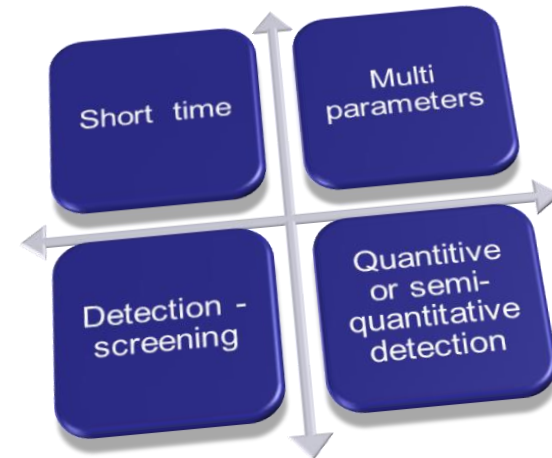 Short time
Multi
parameters
Detection -
screening
Quantitive
or semi-
quantitative
detection